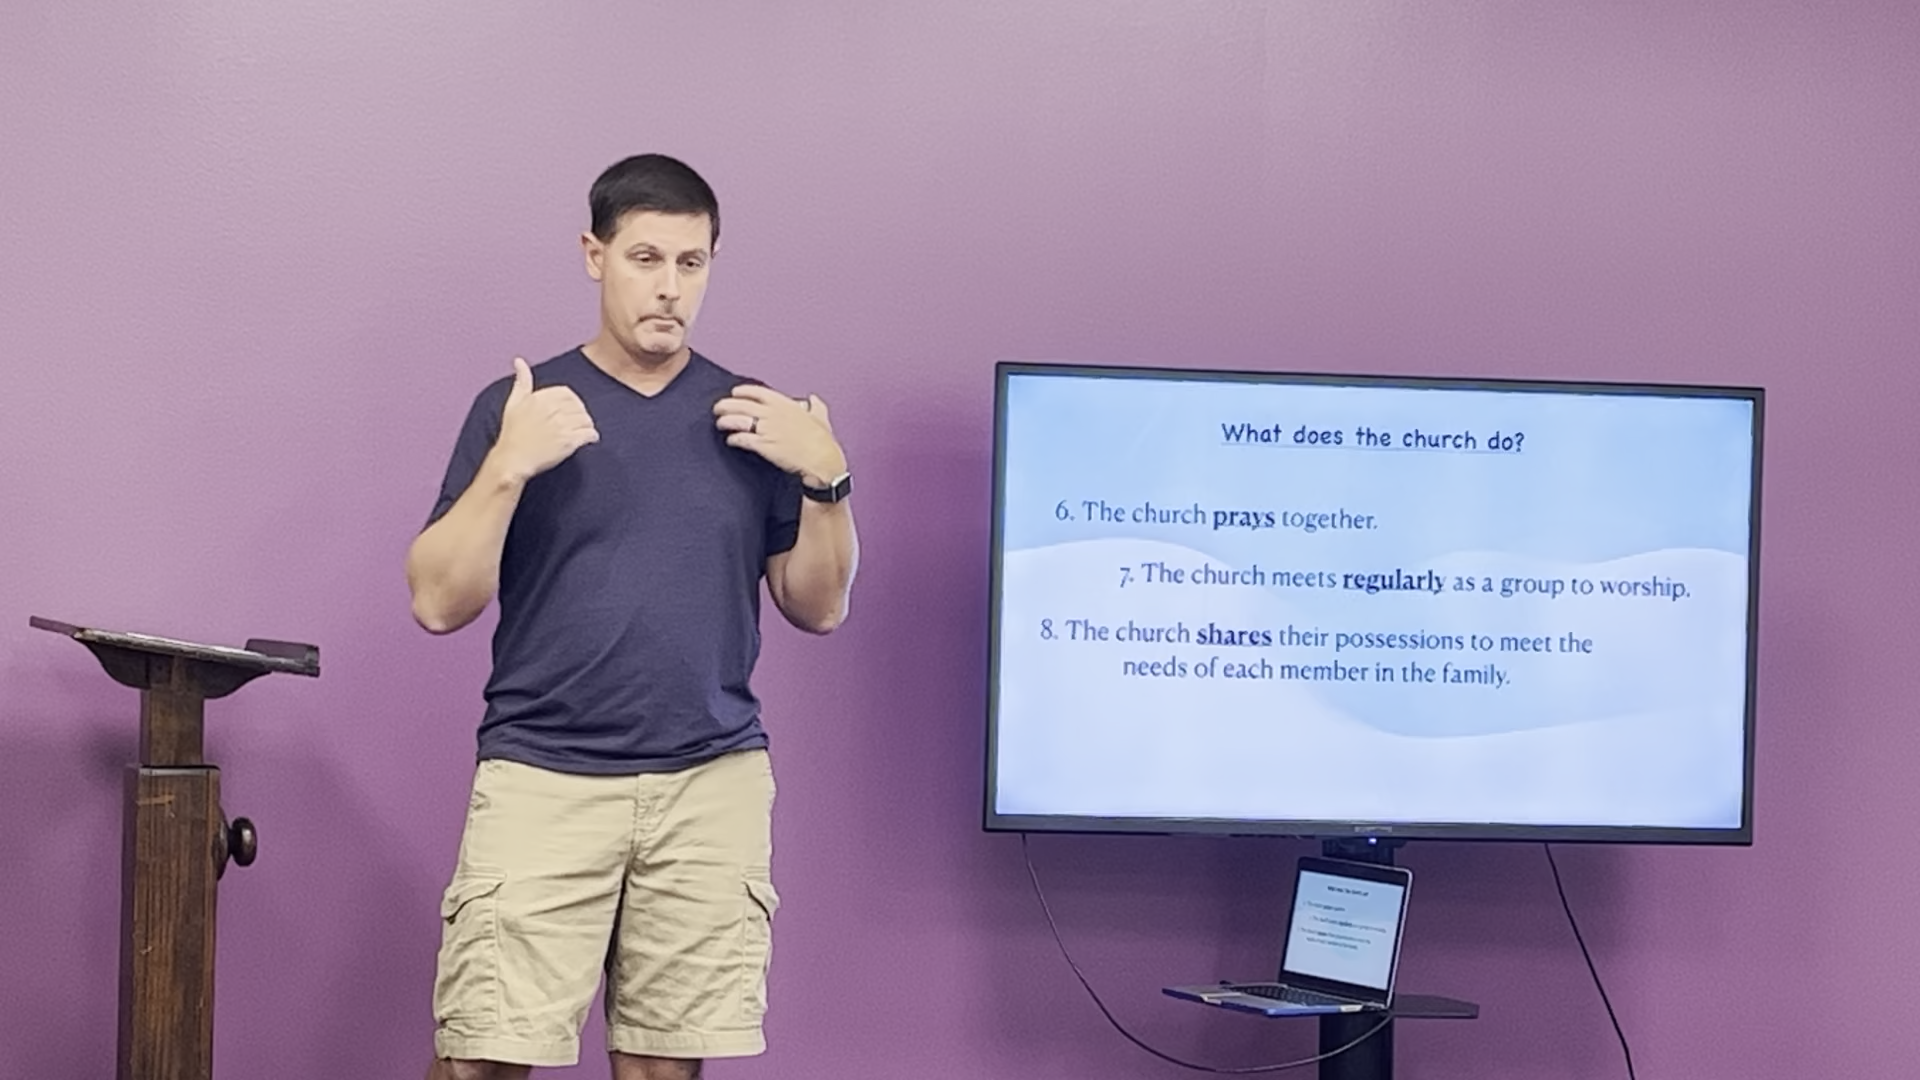 What does the church do?
6. The church prays together.
7. The church meets regularly as a group to worship.
8. The church shares their possessions to meet the
needs of each member in the family.